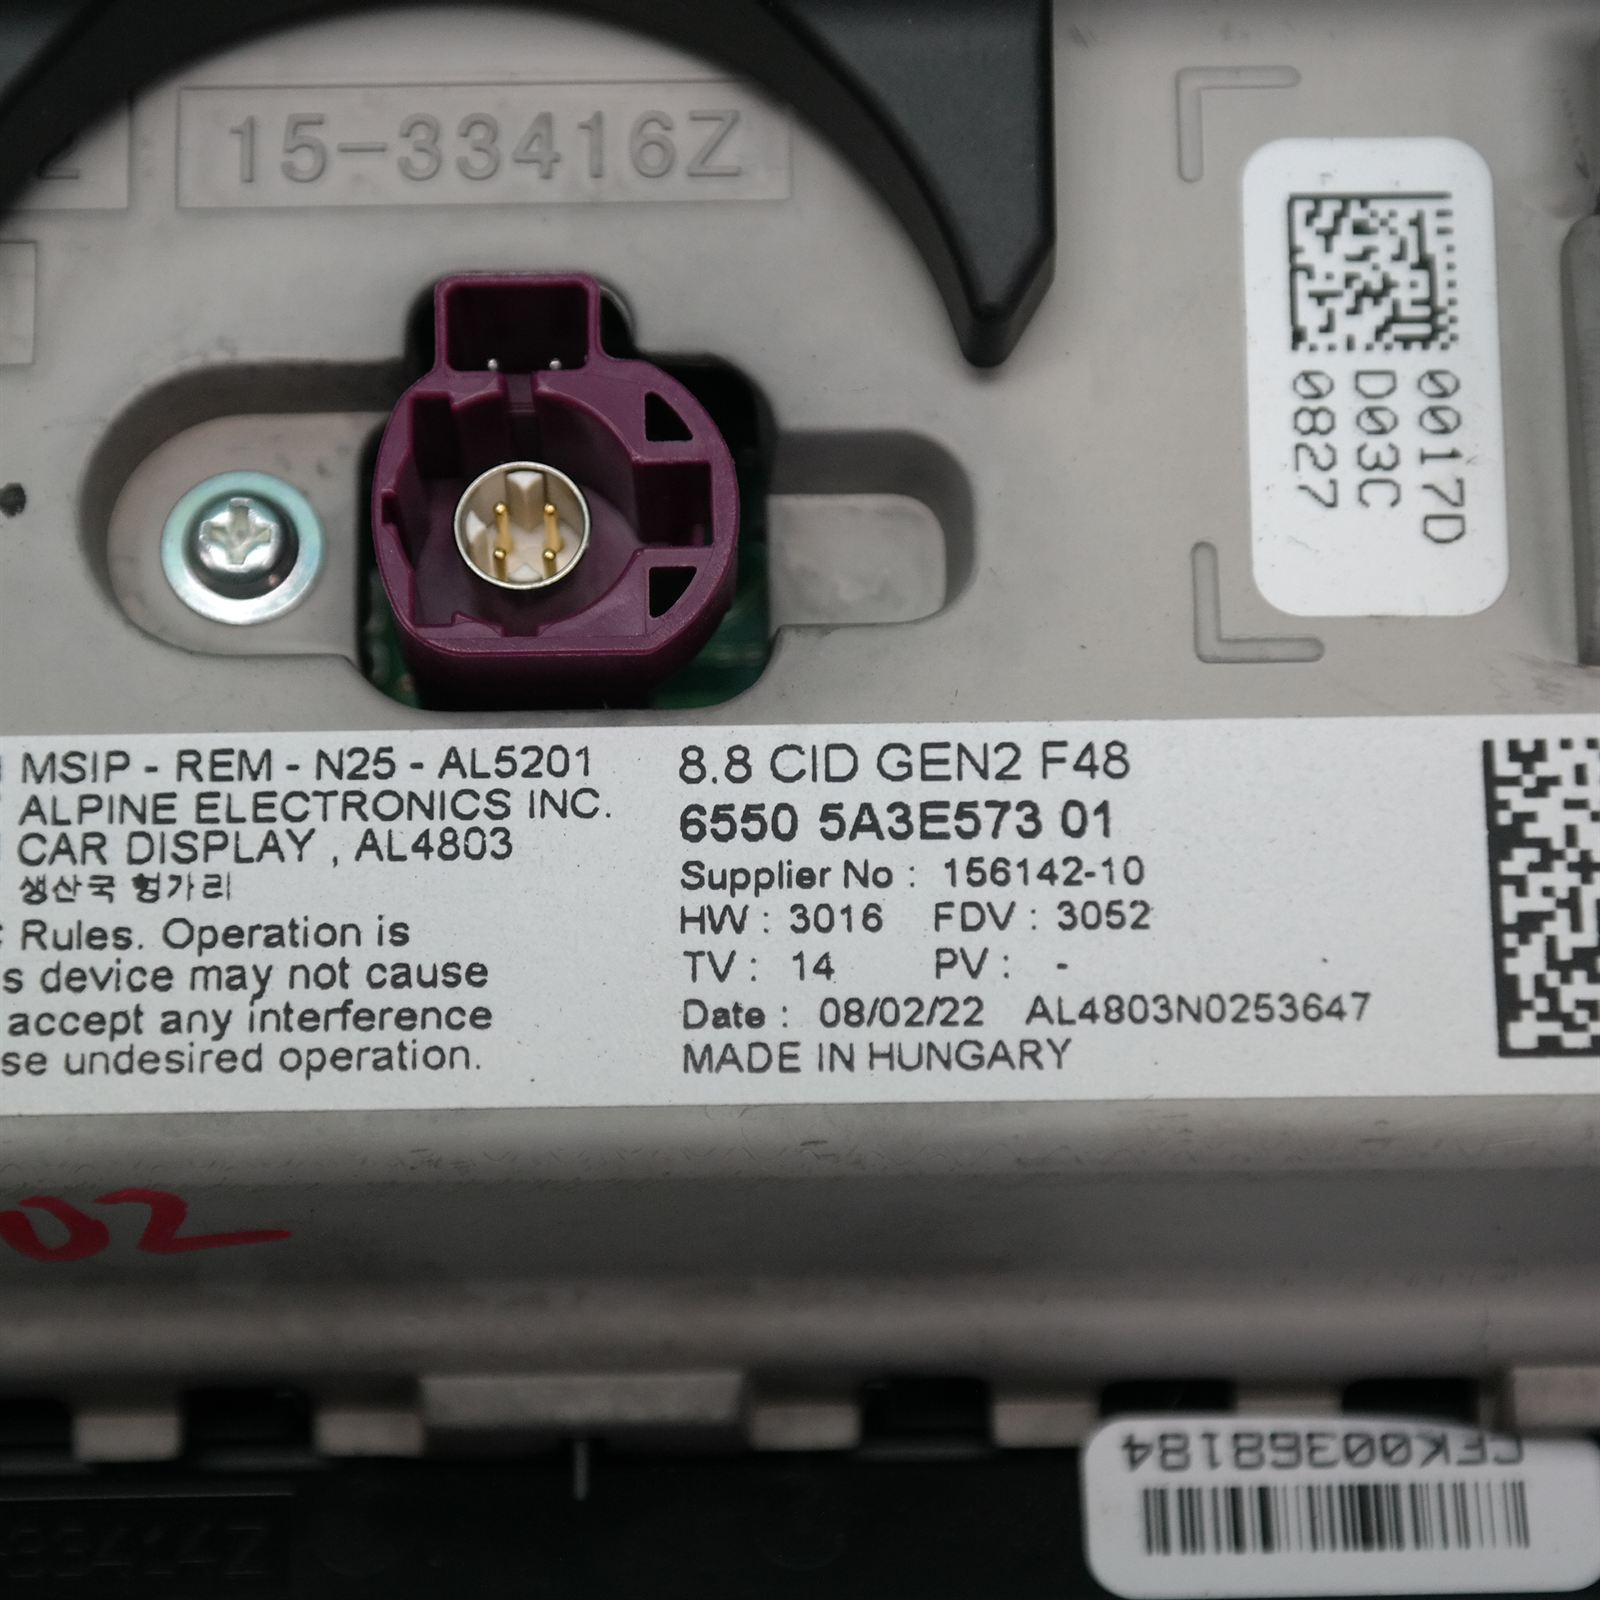 15-33416Z
0017D
D03C
0827
MSIP - REM - N25 - AL5201
ALPINE ELECTRONICS INC.
CAR DISPLAY , AL4803
생산국 헝가리
Rules. Operation is
s device may not cause
accept any interference
se undesired operation.
8.8 CID GEN2 F48
6550 5A3E573 01
Supplier No : 156142-10
HW : 3016 FDV : 3052
TV : 14 PV : -
Date : 08/02/22 AL4803N0253647
MADE IN HUNGARY
02
CFK00368184